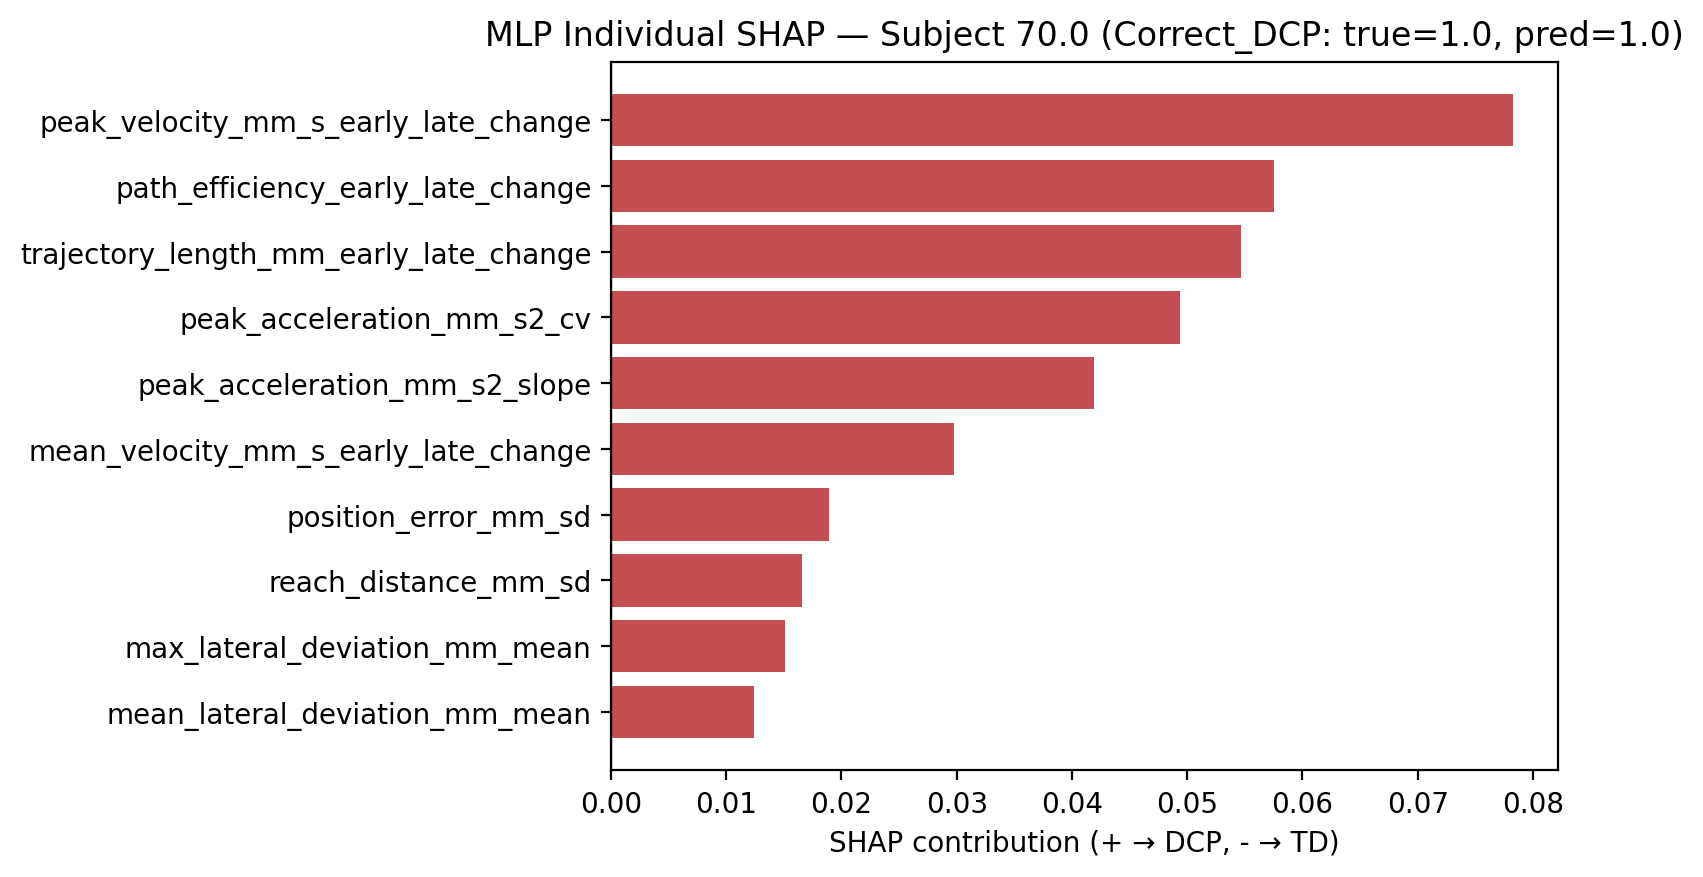 MLP Individual SHAP — Subject 70.0 (Correct_DCP: true=1.0, pred=1.0)
peak_velocity_mm_s_early_late_change
path_efficiency_early_late_change
trajectory_length_mm_early_late_change
peak_acceleration_mm_s2_cv
peak_acceleration_mm_s2_slope
mean_velocity_mm_s_early_late_change
position_error_mm_sd
reach_distance_mm_sd
max_lateral_deviation_mm_mean
mean_lateral_deviation_mm_mean
0.00 0.01 0.02 0.03 0.04 0.05 0.06 0.07 0.08
SHAP contribution (+ → DCP, - → TD)